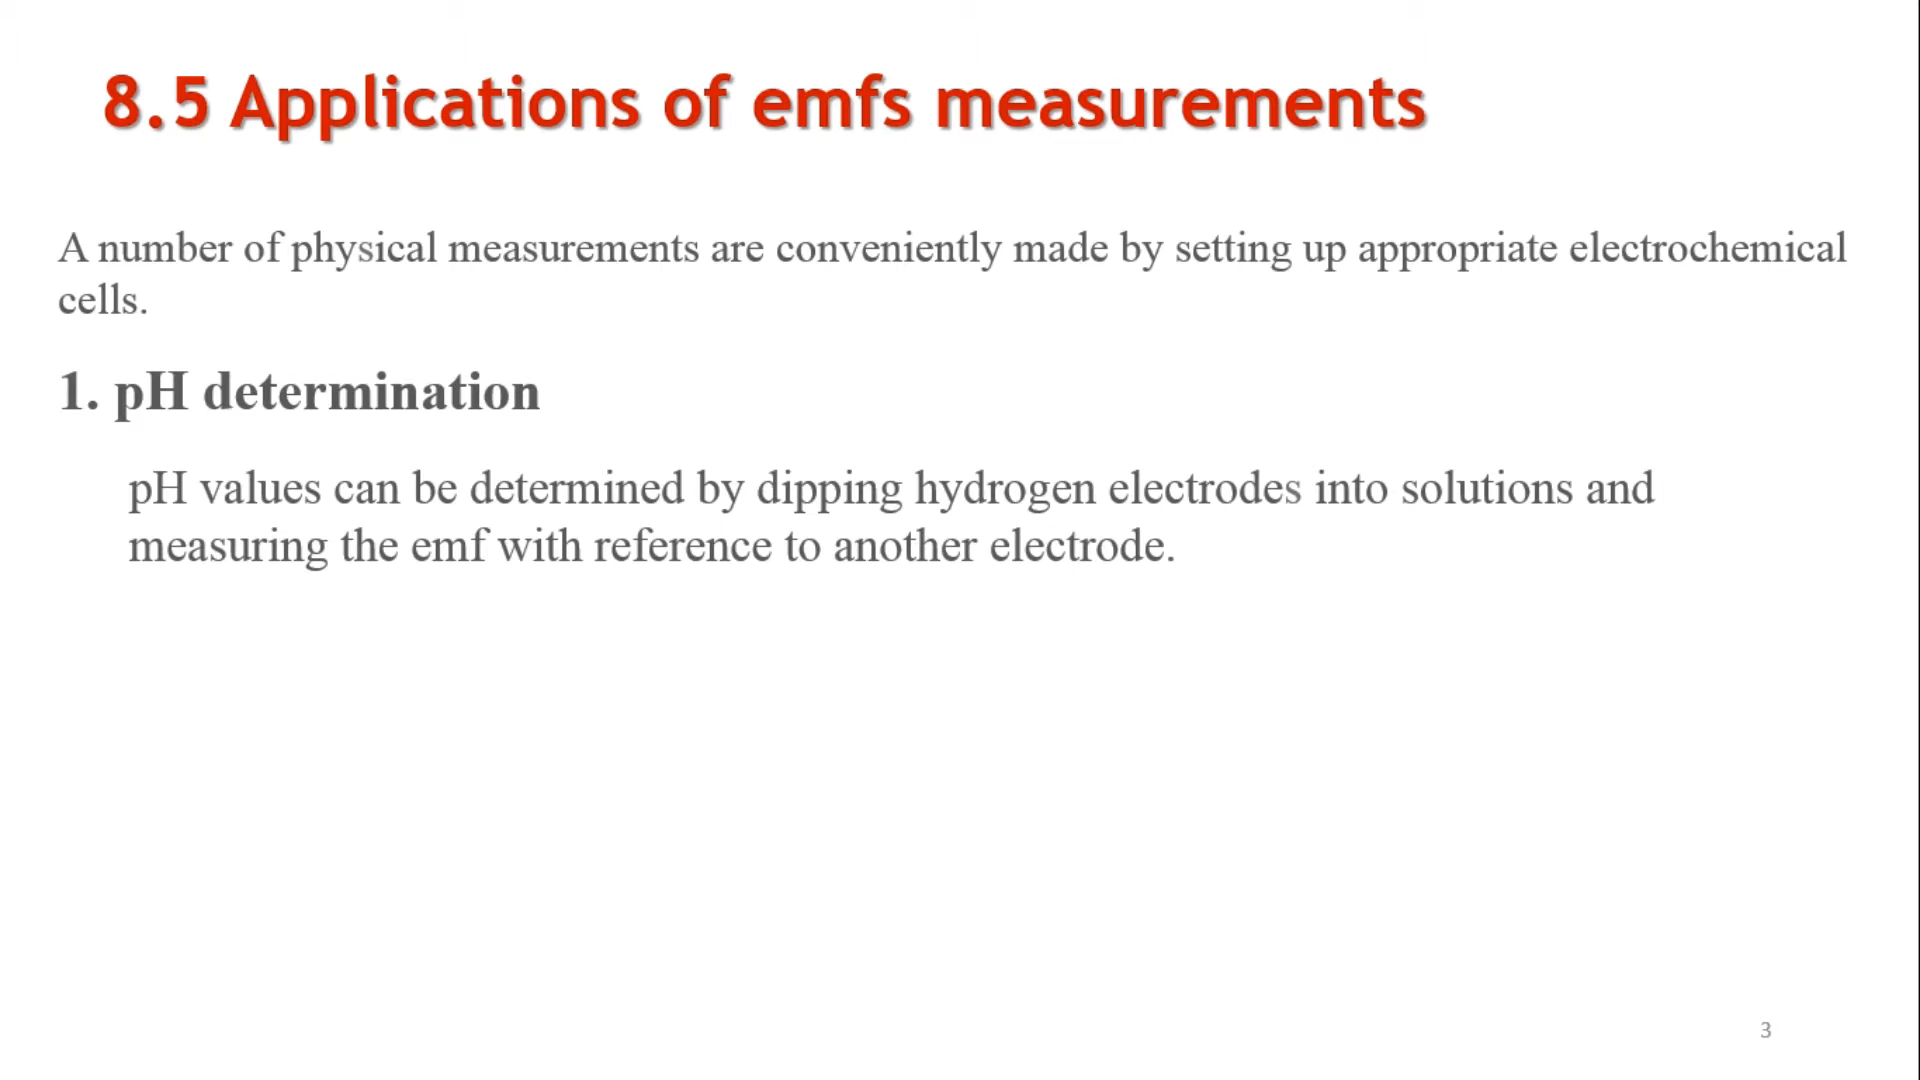 8.5 Applications of emfs measurements
A number of physical measurements are conveniently made by setting up appropriate electrochemical
cells.
1. pH determination
pH values can be determined by dipping hydrogen electrodes into solutions and
measuring the emf with reference to another electrode.
3